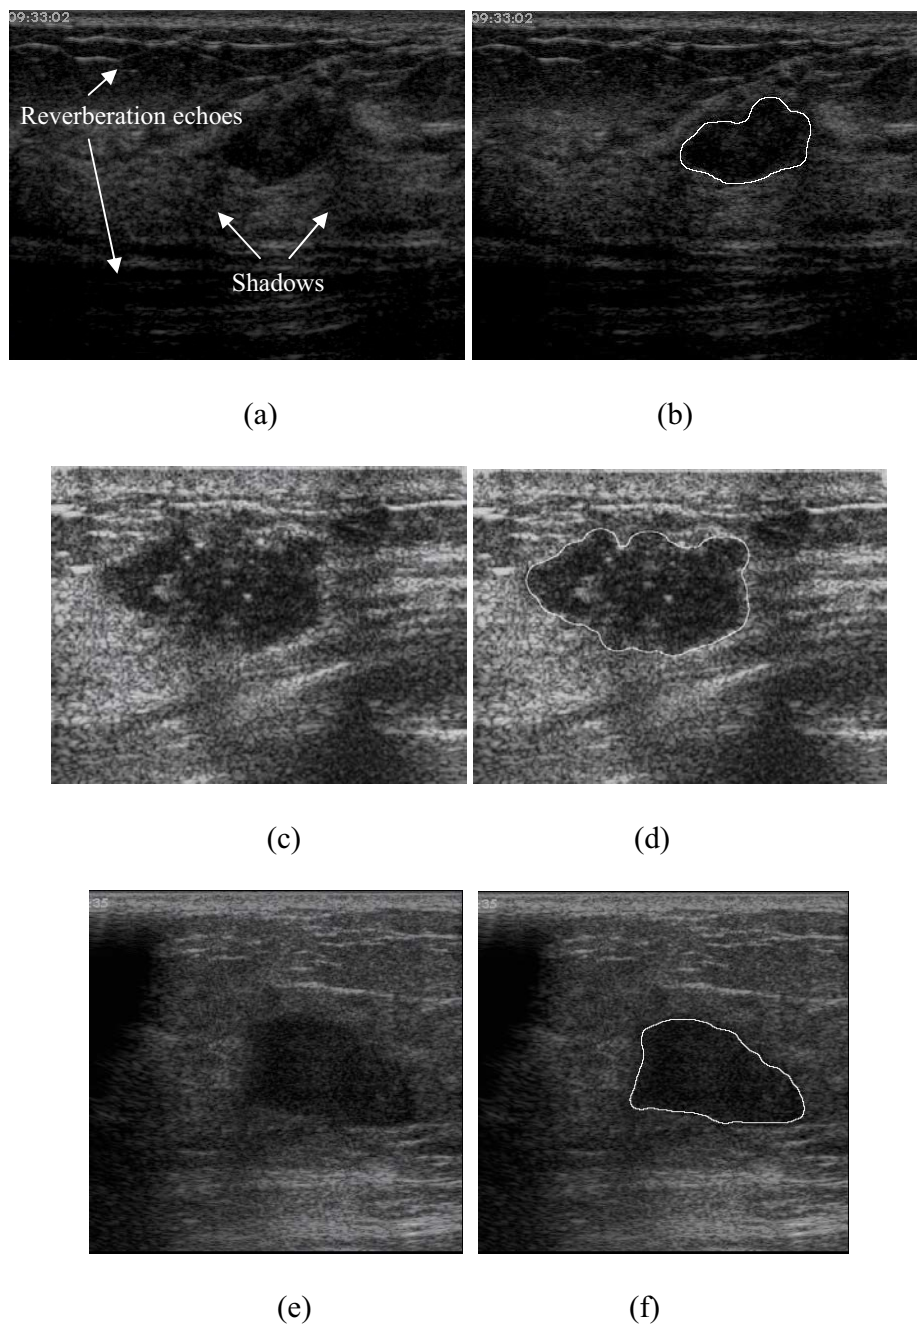 09:33:02
09:33:02
Reverberation echoes
Shadows
(a)
(b)
(c)
(d)
:35
:35
(e)
(f)